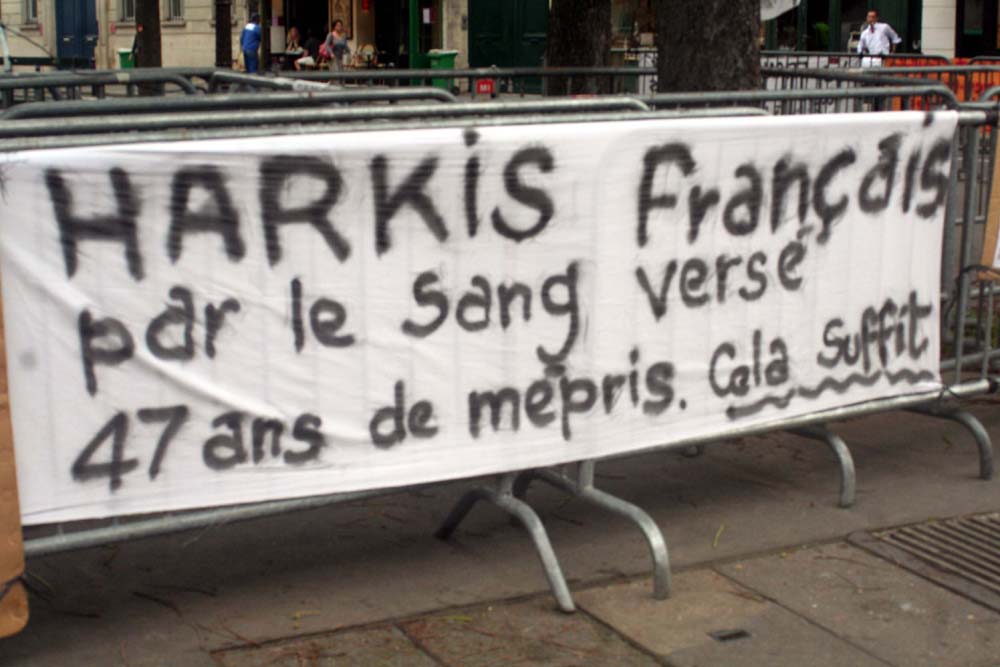 HARKiS Français
par le sang versé
47 ans de mépris. Cela Suffit